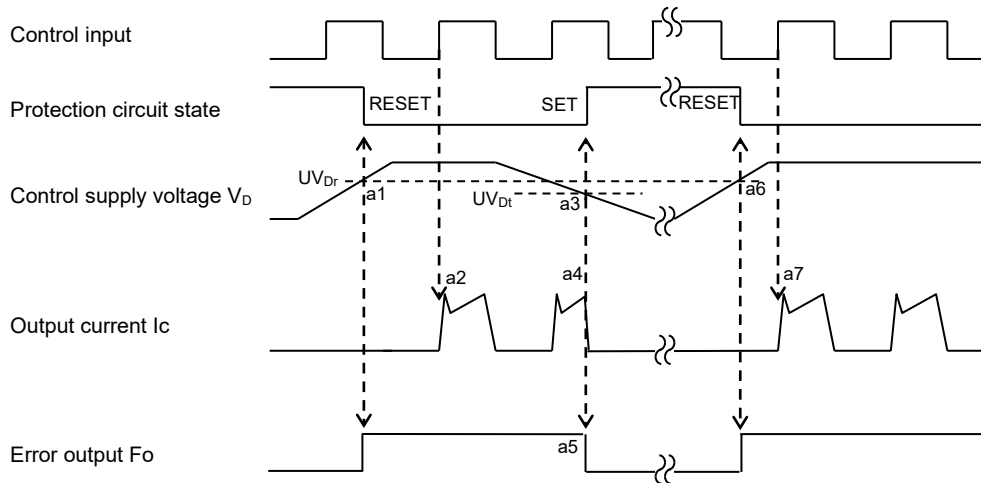 Control input
Protection circuit state
RESET
SET
RESET
Control supply voltage VD
UVDr
a1
UVDt
a3
a6
a2
a4
a7
Output current Ic
Error output Fo
a5